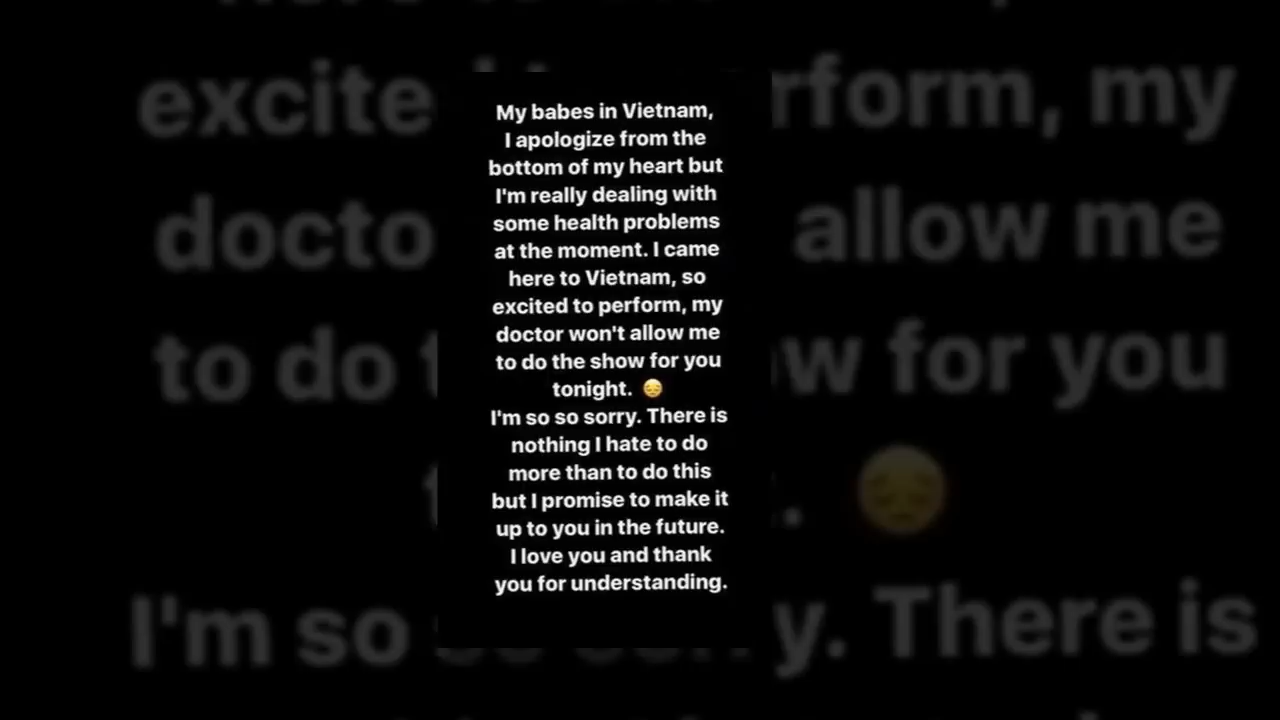 My babes in Vietnam,
I apologize from the
bottom of my heart but
I'm really dealing with
some health problems
at the moment. I came
here to Vietnam, so
excited to perform, my
doctor won't allow me
to do the show for you
tonight. 😔
I'm so so sorry. There is
nothing I hate to do
more than to do this
but I promise to make it
up to you in the future.
I love you and thank
you for understanding.